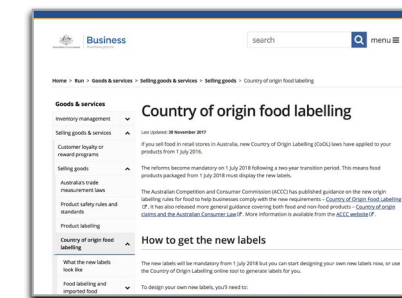 Business
search
menu
Home > Run > Goods & services > Selling goods & services > Selling goods > Country of origin food labelling
Goods & services
Inventory management
Selling goods & services
Customer loyalty or
reward programs
Selling goods
Australia's trade
measurement laws
Product safety rules and
standards
Product labelling
Country of origin food
labelling
What the new labels
look like
Food labelling and
imported food
Country of origin food labelling
Last Updated: 30 November 2017
If you sell food in retail stores in Australia, new Country of Origin Labelling (CoOL) laws have applied to your
products from 1 July 2016.
The reforms become mandatory on 1 July 2018 following a two-year transition period. This means food
products packaged from 1 July 2018 must display the new labels.
The Australian Competition and Consumer Commission (ACCC) has published guidance on the new origin
labelling rules for food to help businesses comply with the new requirements – Country of Origin Food Labelling
. It has also released more general guidance covering both food and non-food products – Country of origin
claims and the Australian Consumer Law . More information is available from the ACCC website .
How to get the new labels
The new labels will be mandatory from 1 July 2018 but you can start designing your own new labels now, or use
the Country of Origin Labelling online tool to generate labels for you.
To design your own new labels, you'll need to: